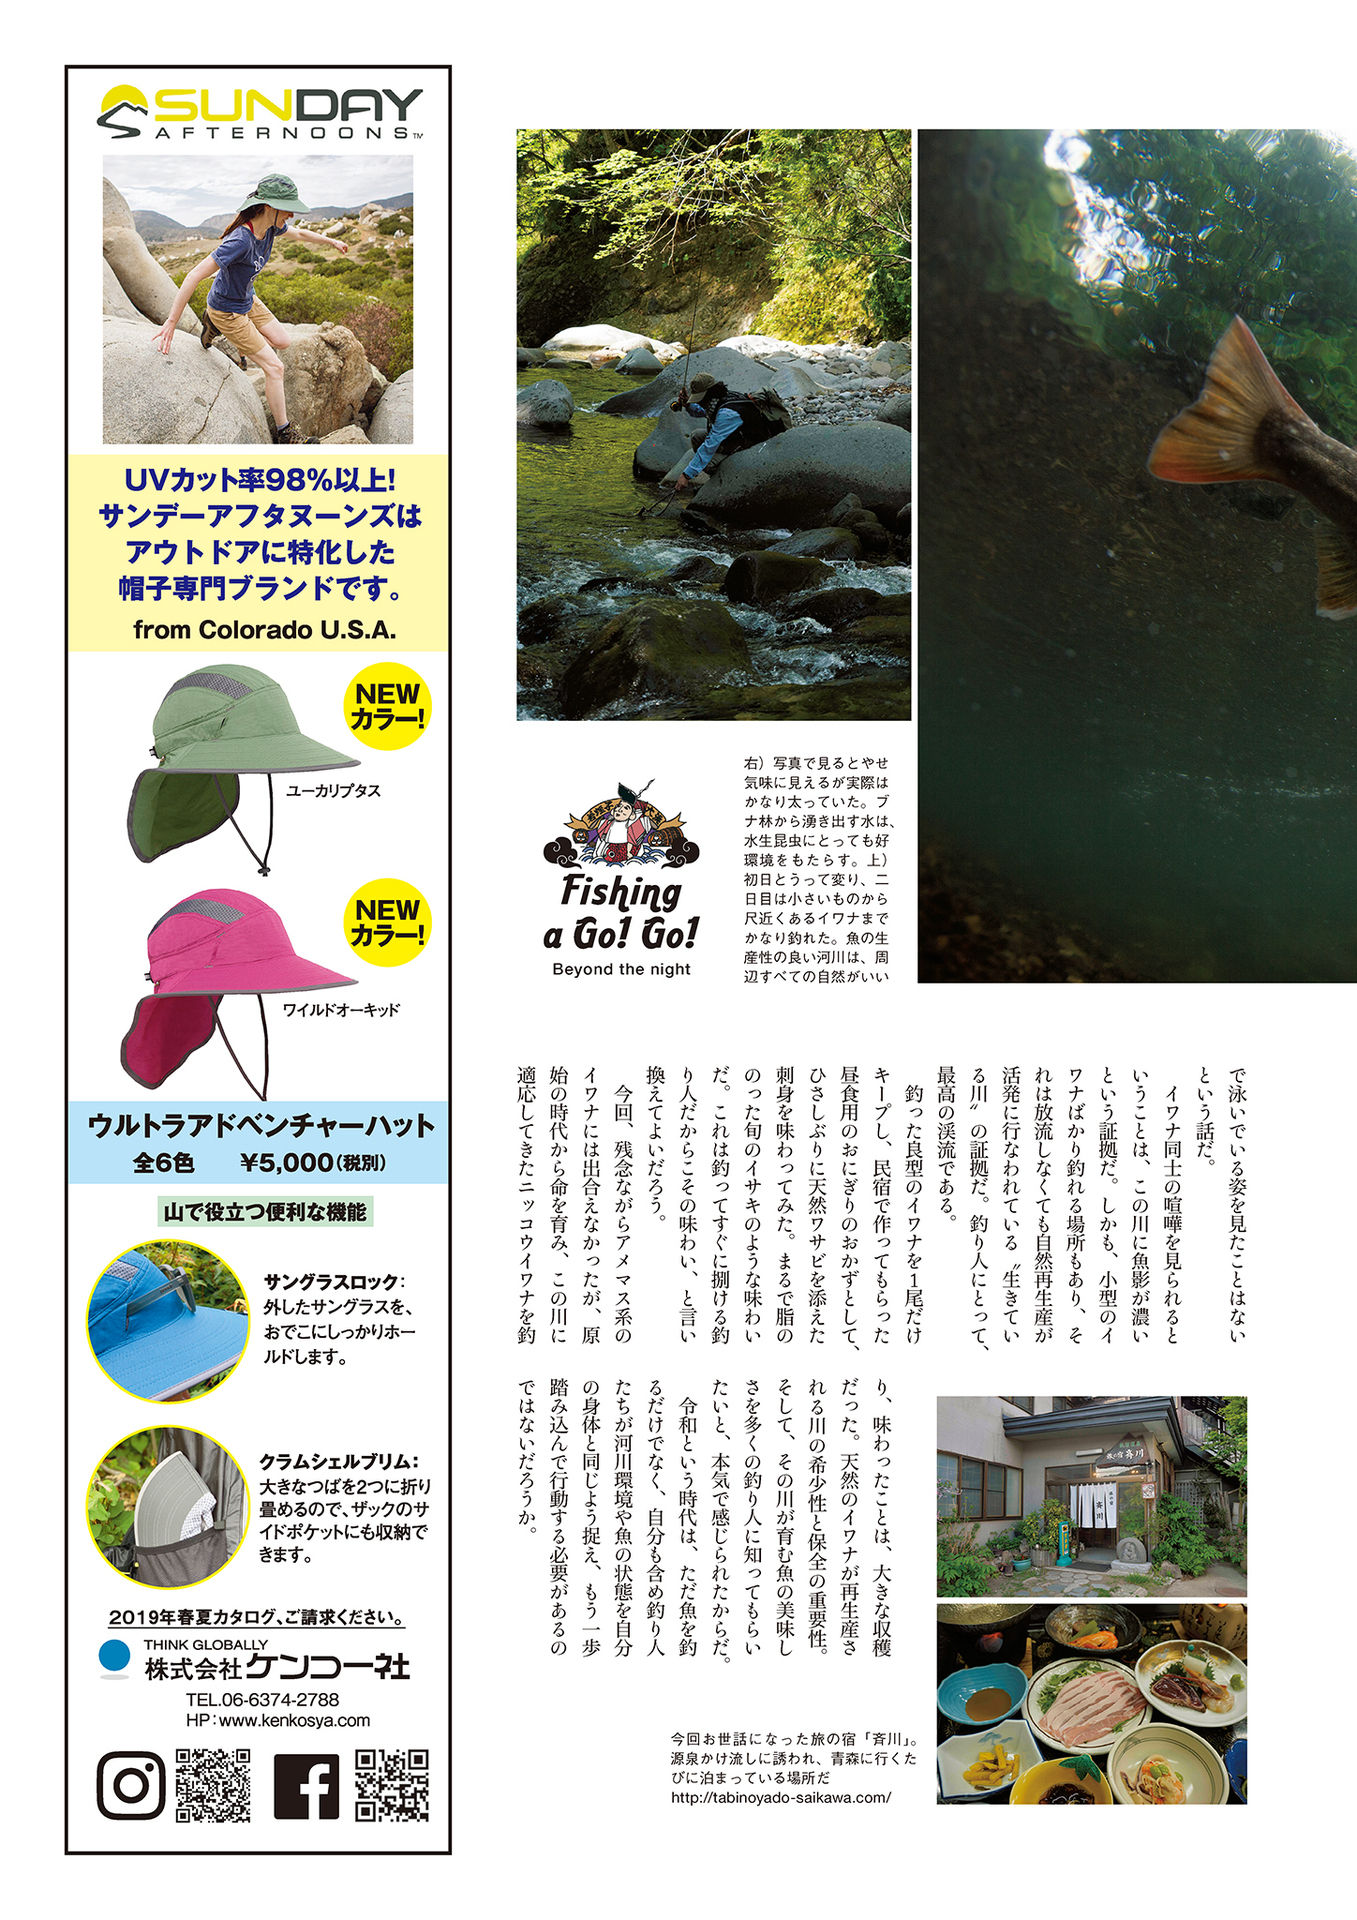 SUNDAY
AFTERNOONS™
UVカット率98%以上!
サンデーアフタヌーンズは
アウトドアに特化した
帽子専門ブランドです。
from Colorado U.S.A.
NEW
カラー!
ユーカリプタス
NEW
カラー!
ワイルドオーキッド
ウルトラアドベンチャーハット
全6色 ¥5,000(税別)
山で役立つ便利な機能
サングラスロック:
外したサングラスを、
おでこにしっかりホー
ルドします。
クラムシェルブリム:
大きなつばを2つに折り
畳めるので、ザックのサ
イドポケットにも収納で
きます。
2019年春夏カタログ、ご請求ください。
THINK GLOBALLY
株式会社ケンコー社
TEL.06-6374-2788
HP:www.kenkosya.com
Fishing
a Go! Go!
Beyond the night
右）写真で見るとやせ
気味に見えるが実際は
かなり太っていた。ブ
ナ林から湧き出す水は、
水生昆虫にとっても好
環境をもたらす。上）
初日とうって変り、二
日目は小さいものから
尺近くあるイワナまで
かなり釣れた。魚の生
産性の良い河川は、周
辺すべての自然がいい
で泳いでいる姿を見たことはない
という話だ。
イワナ同士の喧嘩を見られると
いうことは、この川に魚影が濃い
という証拠だ。しかも、小型のイ
ワナばかり釣れる場所もあり、そ
れは放流しなくても自然再生産が
活発に行なわれている〝生きてい
る川〟の証拠だ。釣り人にとって、
最高の渓流である。
釣った良型のイワナを１尾だけ
キープし、民宿で作ってもらった
昼食用のおにぎりのおかずとして、
ひさしぶりに天然ワサビを添えた
刺身を味わってみた。まるで脂の
のった旬のイサキのような味わい
だ。これは釣ってすぐに捌ける釣
り人だからこその味わい、と言い
換えてよいだろう。
今回、残念ながらアメマス系の
イワナには出合えなかったが、原
始の時代から命を育み、この川に
適応してきたニッコウイワナを釣
り、味わったことは、大きな収穫
だった。天然のイワナが再生産さ
れる川の希少性と保全の重要性。
そして、その川が育む魚の美味し
さを多くの釣り人に知ってもらい
たいと、本気で感じられたからだ。
令和という時代は、ただ魚を釣
るだけでなく、自分も含め釣り人
たちが河川環境や魚の状態を自分
の身体と同じよう捉え、もう一歩
踏み込んで行動する必要があるの
ではないだろうか。
旅の宿 斉川
斉川
今回お世話になった旅の宿「斉川」。
源泉かけ流しに誘われ、青森に行くた
びに泊まっている場所だ
http://tabinoyado-saikawa.com/